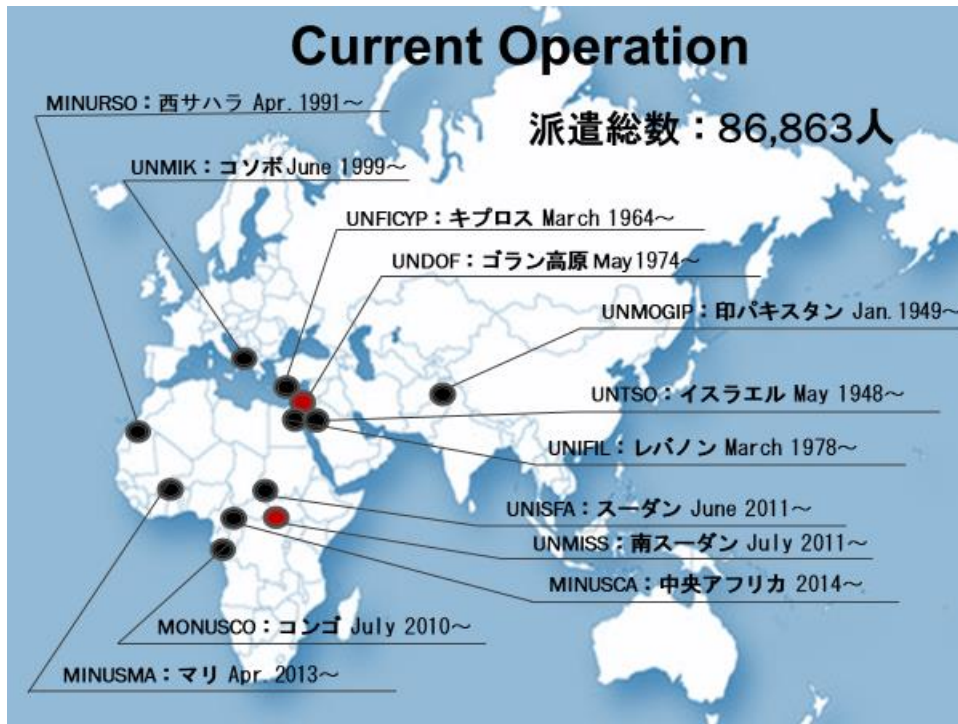 Current Operation
派遣総数：86,863人
MINURSO：西サハラ Apr. 1991～
UNMIK：コソボ June 1999～
UNFICYP：キプロス March 1964～
UNDOF：ゴラン高原 May 1974～
UNMOGIP：印パキスタン Jan. 1949～
UNTSO：イスラエル May 1948～
UNIFIL：レバノン March 1978～
UNISFA：スーダン June 2011～
UNMISS：南スーダン July 2011～
MINUSCA：中央アフリカ 2014～
MONUSCO：コンゴ July 2010～
MINUSMA：マリ Apr. 2013～